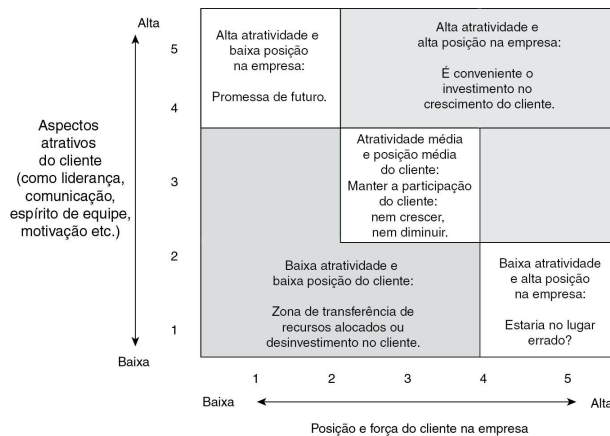 Alta
5
4
3
2
1
Baixa
Aspectos
atrativos
do cliente
(como liderança,
comunicação,
espírito de equipe,
motivação etc.)
Alta atratividade e
baixa posição
na empresa:
Promessa de futuro.
Alta atratividade e
alta posição na empresa:
É conveniente o
investimento no
crescimento do cliente.
Atratividade média
e posição média
do cliente:
Manter a participação
do cliente:
nem crescer,
nem diminuir.
Baixa atratividade e
baixa posição do cliente:
Zona de transferência de
recursos alocados ou
desinvestimento no cliente.
Baixa atratividade
e alta posição
na empresa:
Estaria no lugar
errado?
1 2 3 4 5
Baixa Alta
Posição e força do cliente na empresa